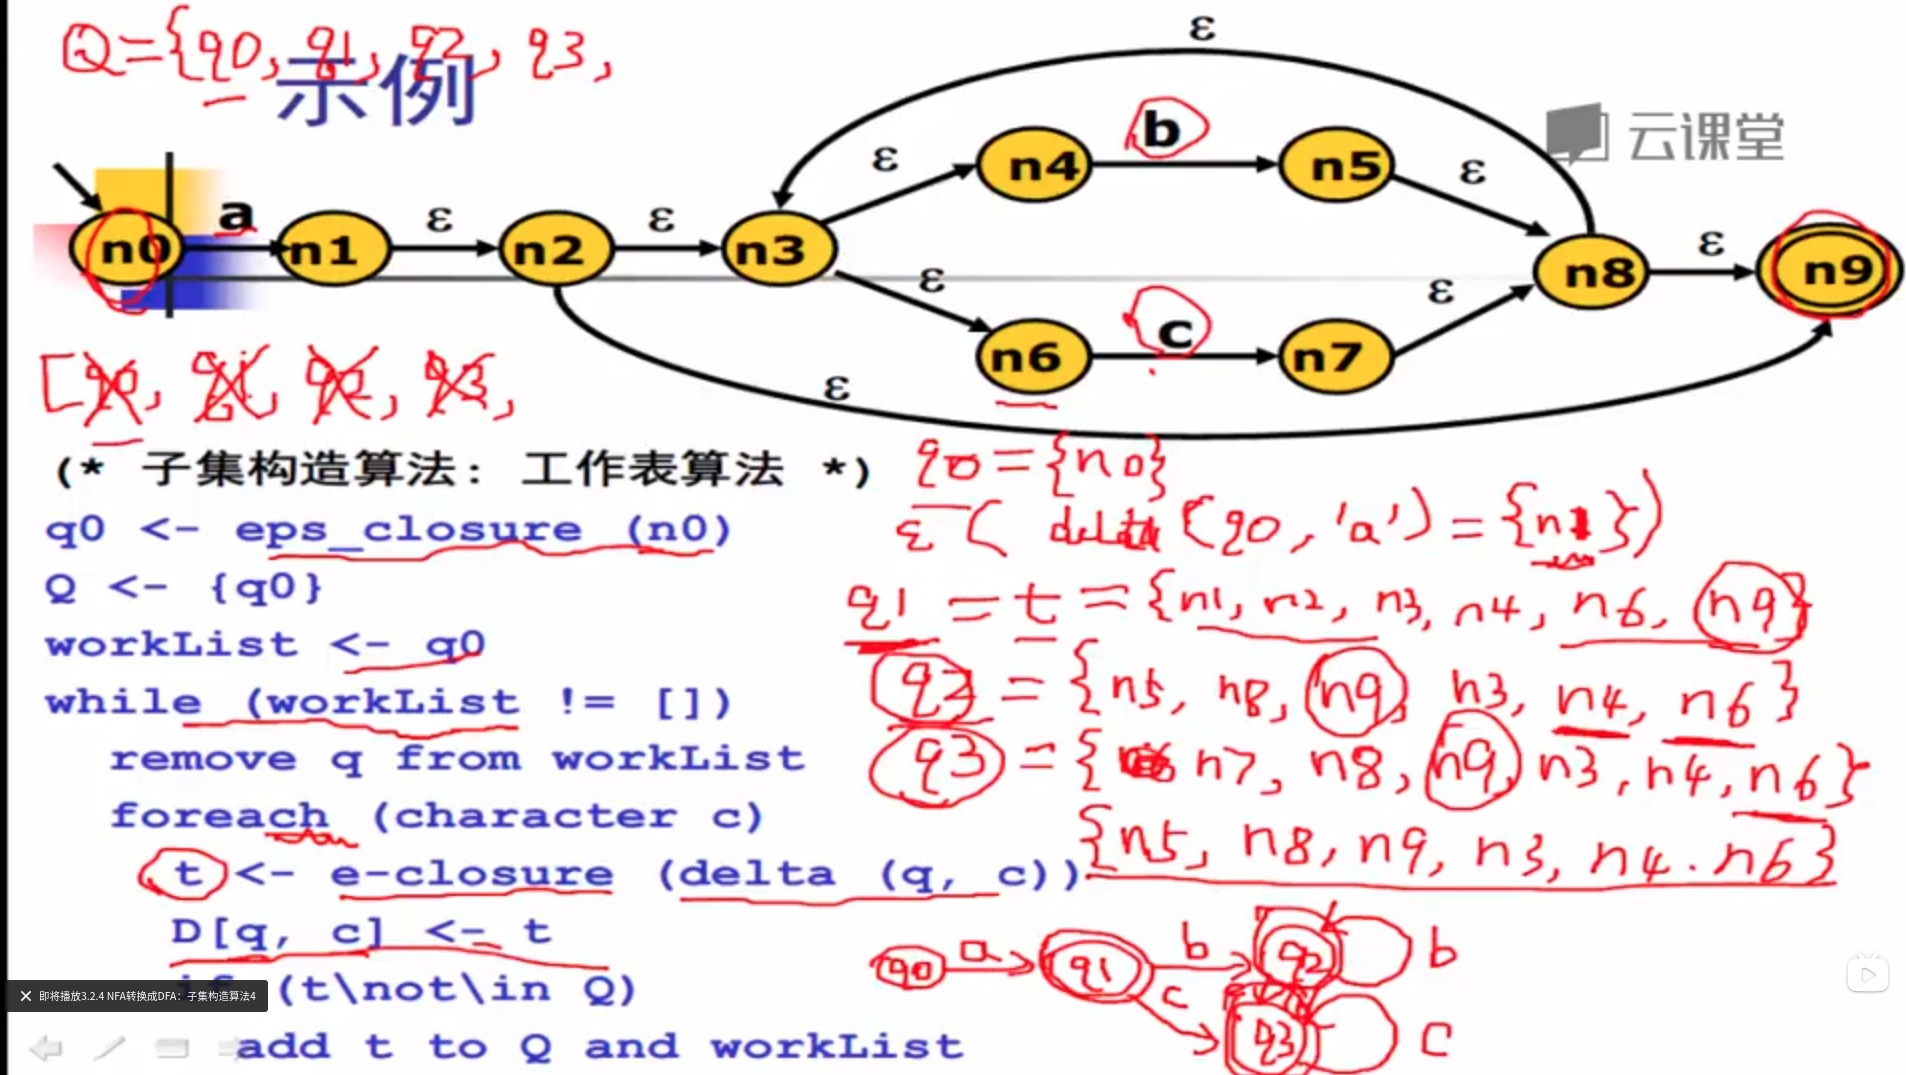 Q={q0, q1, q2, q3,
示例
ε
云课堂
ε b ε
n4 n5
a ε ε ε
n0 n1 n2 n3 n8 n9
ε c ε
n6 n7
ε
[q0, q1, q2, q3,
(* 子集构造算法: 工作表算法 *)
q0 = {n0}
q0 <- eps_closure (n0)
ε ( delta (q0, 'a') = {n1})
Q <- {q0}
q1 = t = {n1, n2, n3, n4, n6, n9}
workList <- q0
q2 = {n5, n8, n9, n3, n4, n6}
while (workList != [])
q3 = { n7, n8, n9, n3, n4, n6}
remove q from workList
foreach (character c)
{n5, n8, n9, n3, n4. n6}
t <- e-closure (delta (q, c))
D[q, c] <- t
q0 a q1 b q2 b
c q3 c
if (t\not\in Q)
即将播放3.2.4 NFA转换成DFA：子集构造算法4
add t to Q and workList